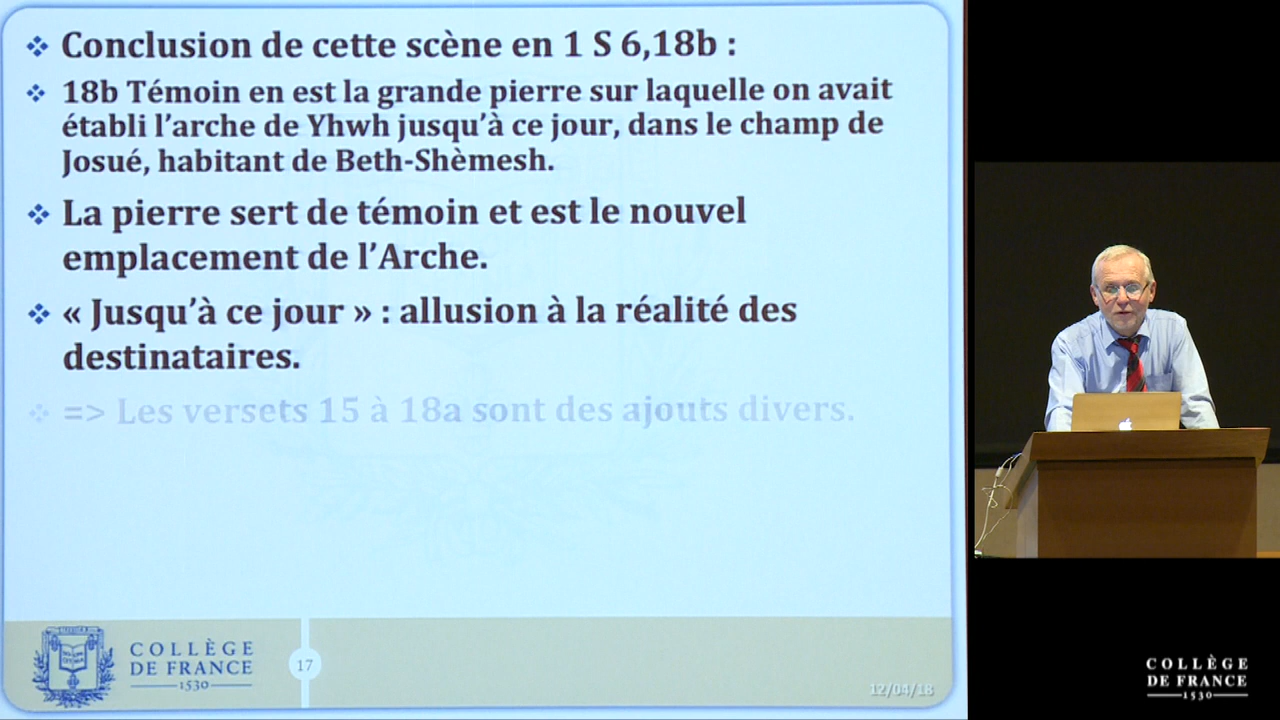 Conclusion de cette scène en 1 S 6,18b :
18b Témoin en est la grande pierre sur laquelle on avait
établi l’arche de Yhwh jusqu’à ce jour, dans le champ de
Josué, habitant de Beth-Shèmesh.
La pierre sert de témoin et est le nouvel
emplacement de l’Arche.
« Jusqu’à ce jour » : allusion à la réalité des
destinataires.
=> Les versets 15 à 18a sont des ajouts divers.
COLLÈGE
DE FRANCE
1530
17
12/04/18
COLLÈGE
DE FRANCE
1530